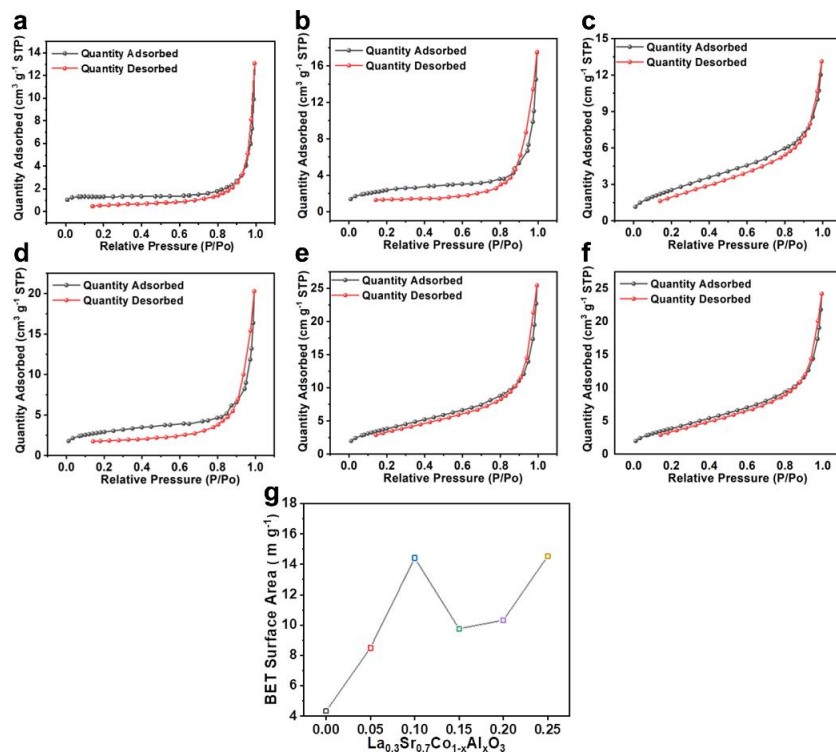 a
Quantity Adsorbed
Quantity Desorbed
Quantity Adsorbed (cm³ g⁻¹ STP)
14
12
10
8
6
4
2
0
0.0 0.2 0.4 0.6 0.8 1.0
Relative Pressure (P/Po)
b
Quantity Adsorbed
Quantity Desorbed
Quantity Adsorbed (cm³ g⁻¹ STP)
16
12
8
4
0
0.0 0.2 0.4 0.6 0.8 1.0
Relative Pressure (P/Po)
c
Quantity Adsorbed
Quantity Desorbed
Quantity Adsorbed (cm³ g⁻¹ STP)
15
12
9
6
3
0
0.0 0.2 0.4 0.6 0.8 1.0
Relative Pressure (P/Po)
d
Quantity Adsorbed
Quantity Desorbed
Quantity Adsorbed (cm³ g⁻¹ STP)
20
15
10
5
0
0.0 0.2 0.4 0.6 0.8 1.0
Relative Pressure (P/Po)
e
Quantity Adsorbed
Quantity Desorbed
Quantity Adsorbed (cm³ g⁻¹ STP)
25
20
15
10
5
0
0.0 0.2 0.4 0.6 0.8 1.0
Relative Pressure (P/Po)
f
Quantity Adsorbed
Quantity Desorbed
Quantity Adsorbed (cm³ g⁻¹ STP)
25
20
15
10
5
0
0.0 0.2 0.4 0.6 0.8 1.0
Relative Pressure (P/Po)
g
BET Surface Area ( m g⁻¹)
18
16
14
12
10
8
6
4
0.00 0.05 0.10 0.15 0.20 0.25
La₀.₃Sr₀.₇Co₁₋ₓAlₓO₃